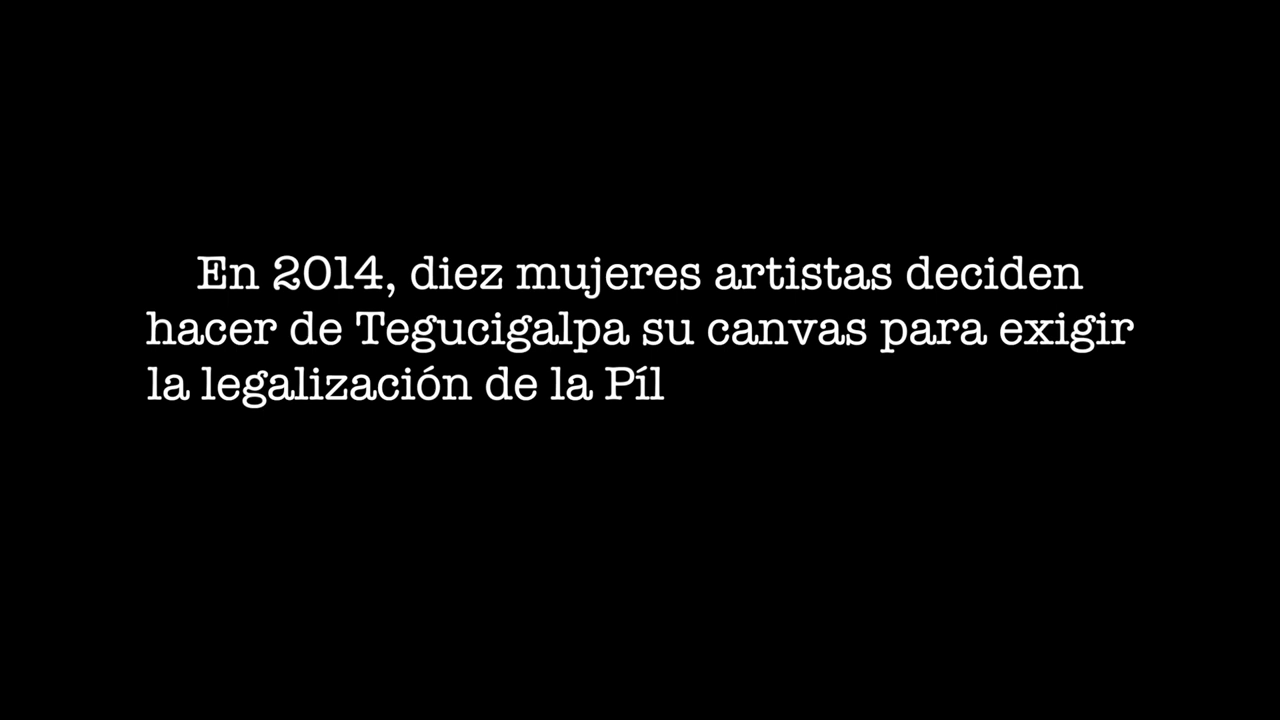 En 2014, diez mujeres artistas deciden
hacer de Tegucigalpa su canvas para exigir
la legalización de la Píl